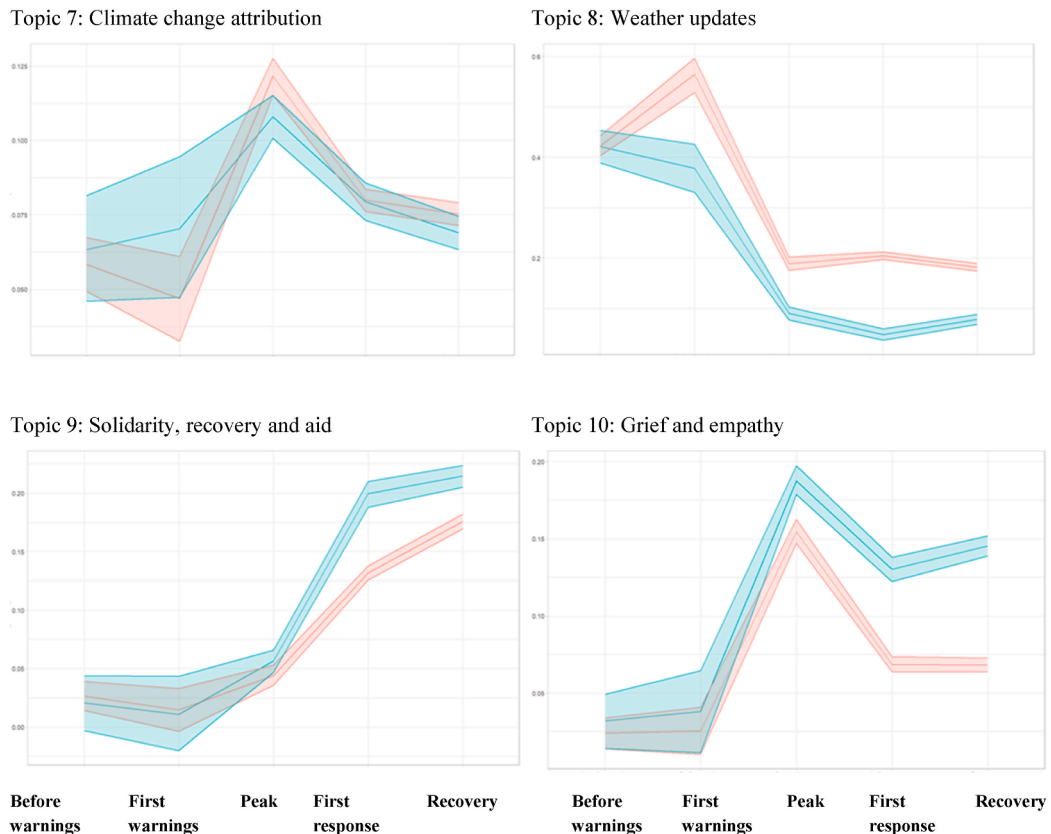 Topic 7: Climate change attribution
0.125
0.100
0.075
0.050
Topic 8: Weather updates
0.6
0.4
0.2
Topic 9: Solidarity, recovery and aid
0.20
0.15
0.10
0.05
0.00
Topic 10: Grief and empathy
0.20
0.15
0.10
0.05
Before First Peak First Recovery
warnings warnings response
Before First Peak First Recovery
warnings warnings response